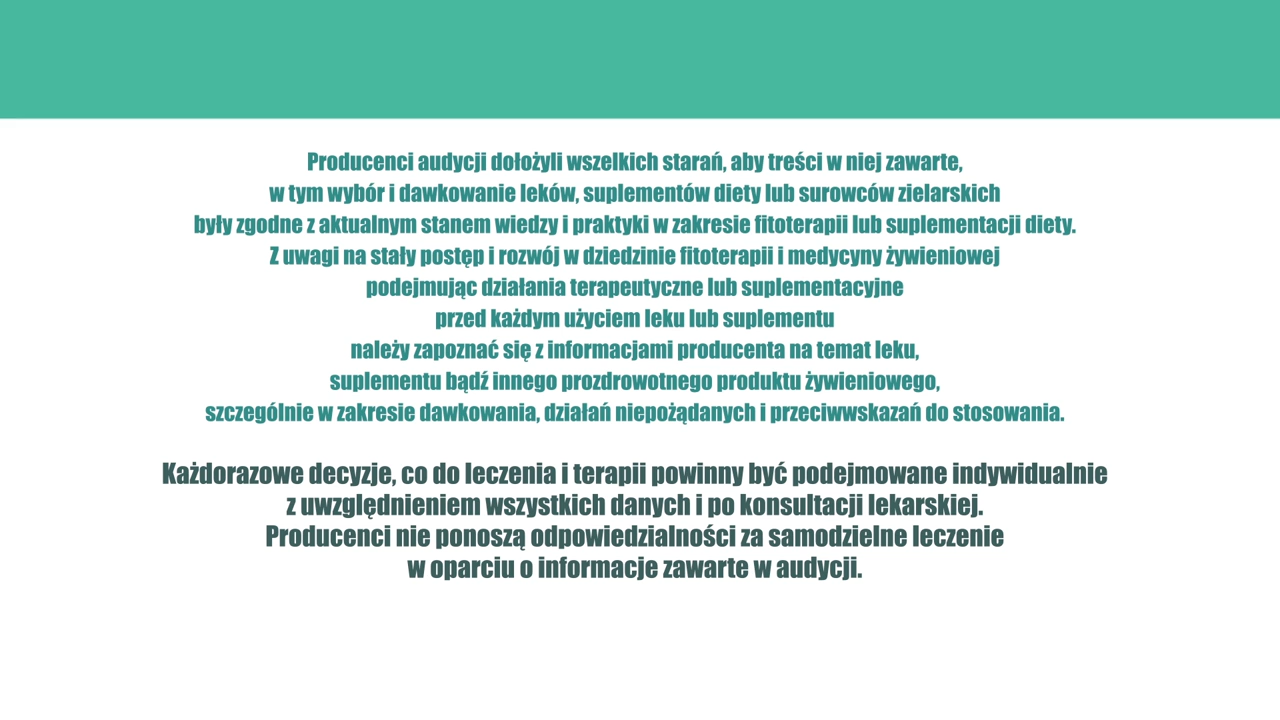 Producenci audycji dołożyli wszelkich starań, aby treści w niej zawarte,
w tym wybór i dawkowanie leków, suplementów diety lub surowców zielarskich
były zgodne z aktualnym stanem wiedzy i praktyki w zakresie fitoterapii lub suplementacji diety.
Z uwagi na stały postęp i rozwój w dziedzinie fitoterapii i medycyny żywieniowej
podejmując działania terapeutyczne lub suplementacyjne
przed każdym użyciem leku lub suplementu
należy zapoznać się z informacjami producenta na temat leku,
suplementu bądź innego prozdrowotnego produktu żywieniowego,
szczególnie w zakresie dawkowania, działań niepożądanych i przeciwwskazań do stosowania.
Każdorazowe decyzje, co do leczenia i terapii powinny być podejmowane indywidualnie
z uwzględnieniem wszystkich danych i po konsultacji lekarskiej.
Producenci nie ponoszą odpowiedzialności za samodzielne leczenie
w oparciu o informacje zawarte w audycji.